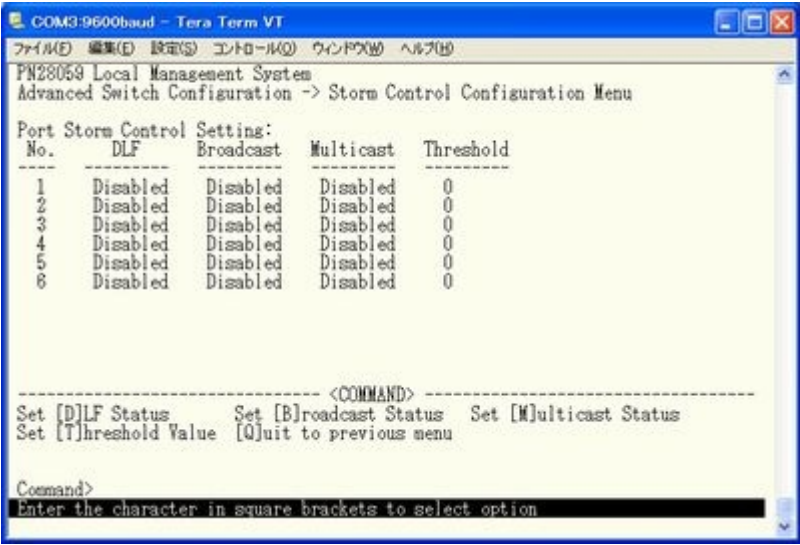 COM3:9600baud - Tera Term VT
ファイル(F) 編集(E) 設定(S) コントロール(O) ウィンドウ(W) ヘルプ(H)
PN28059 Local Management System
Advanced Switch Configuration -> Storm Control Configuration Menu
Port Storm Control Setting:
No. DLF Broadcast Multicast Threshold
---- --------- --------- --------- ---------
1 Disabled Disabled Disabled 0
2 Disabled Disabled Disabled 0
3 Disabled Disabled Disabled 0
4 Disabled Disabled Disabled 0
5 Disabled Disabled Disabled 0
6 Disabled Disabled Disabled 0
-------------------------------- <COMMAND> -----------------------------------
Set [D]LF Status Set [B]roadcast Status Set [M]ulticast Status
Set [T]hreshold Value [Q]uit to previous menu
Command>
Enter the character in square brackets to select option